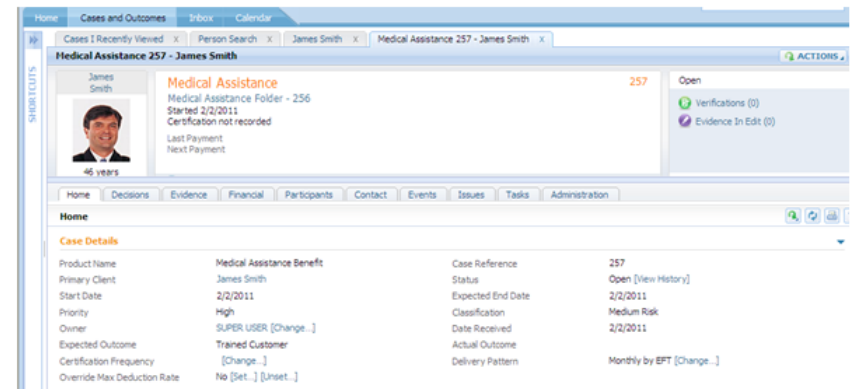 Home Cases and Outcomes Inbox Calendar
Cases I Recently Viewed X Person Search X James Smith X Medical Assistance 257 - James Smith X
Medical Assistance 257 - James Smith ACTIONS
SHORTCUTS
James
Smith
46 years
Medical Assistance 257
Medical Assistance Folder - 256
Started 2/2/2011
Certification not recorded
Last Payment
Next Payment
Open
Verifications (0)
Evidence In Edit (0)
Home Decisions Evidence Financial Participants Contact Events Issues Tasks Administration
Home
Case Details
Product Name Medical Assistance Benefit Case Reference 257
Primary Client James Smith Status Open [View History]
Start Date 2/2/2011 Expected End Date 2/2/2011
Priority High Classification Medium Risk
Owner SUPER USER [Change...] Date Received 2/2/2011
Expected Outcome Trained Customer Actual Outcome
Certification Frequency [Change...] Delivery Pattern Monthly by EFT [Change...]
Override Max Deduction Rate No [Set...] [Unset...]